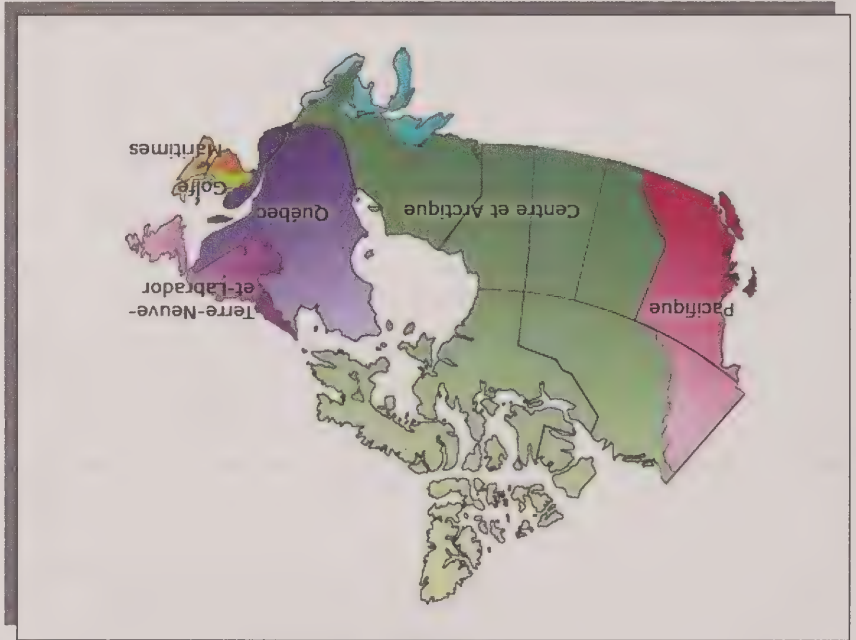 Pacifique
Terre-Neuve-
et-Labrador
Centre et Arctique
Québec
Golfe
Maritimes